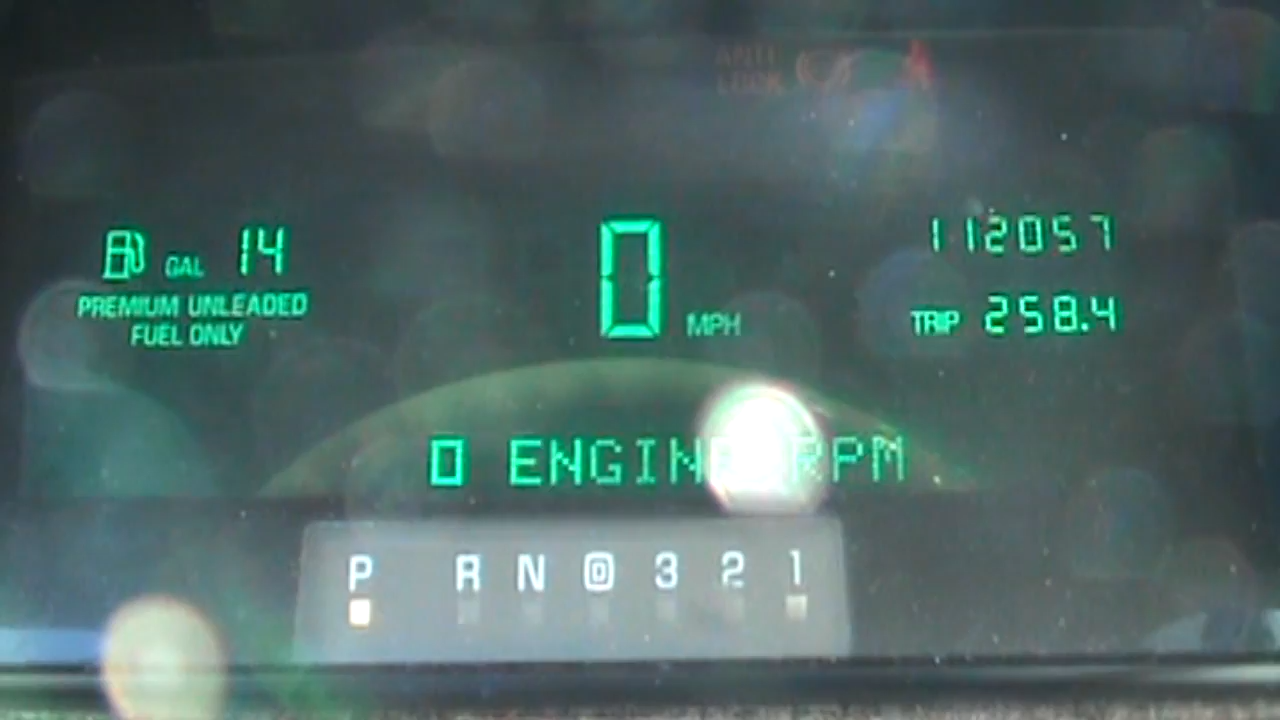 ANTI
LOCK
GAL 14
PREMIUM UNLEADED
FUEL ONLY
0 MPH
112057
TRIP 258.4
0 ENGINE RPM
P R N D 3 2 1